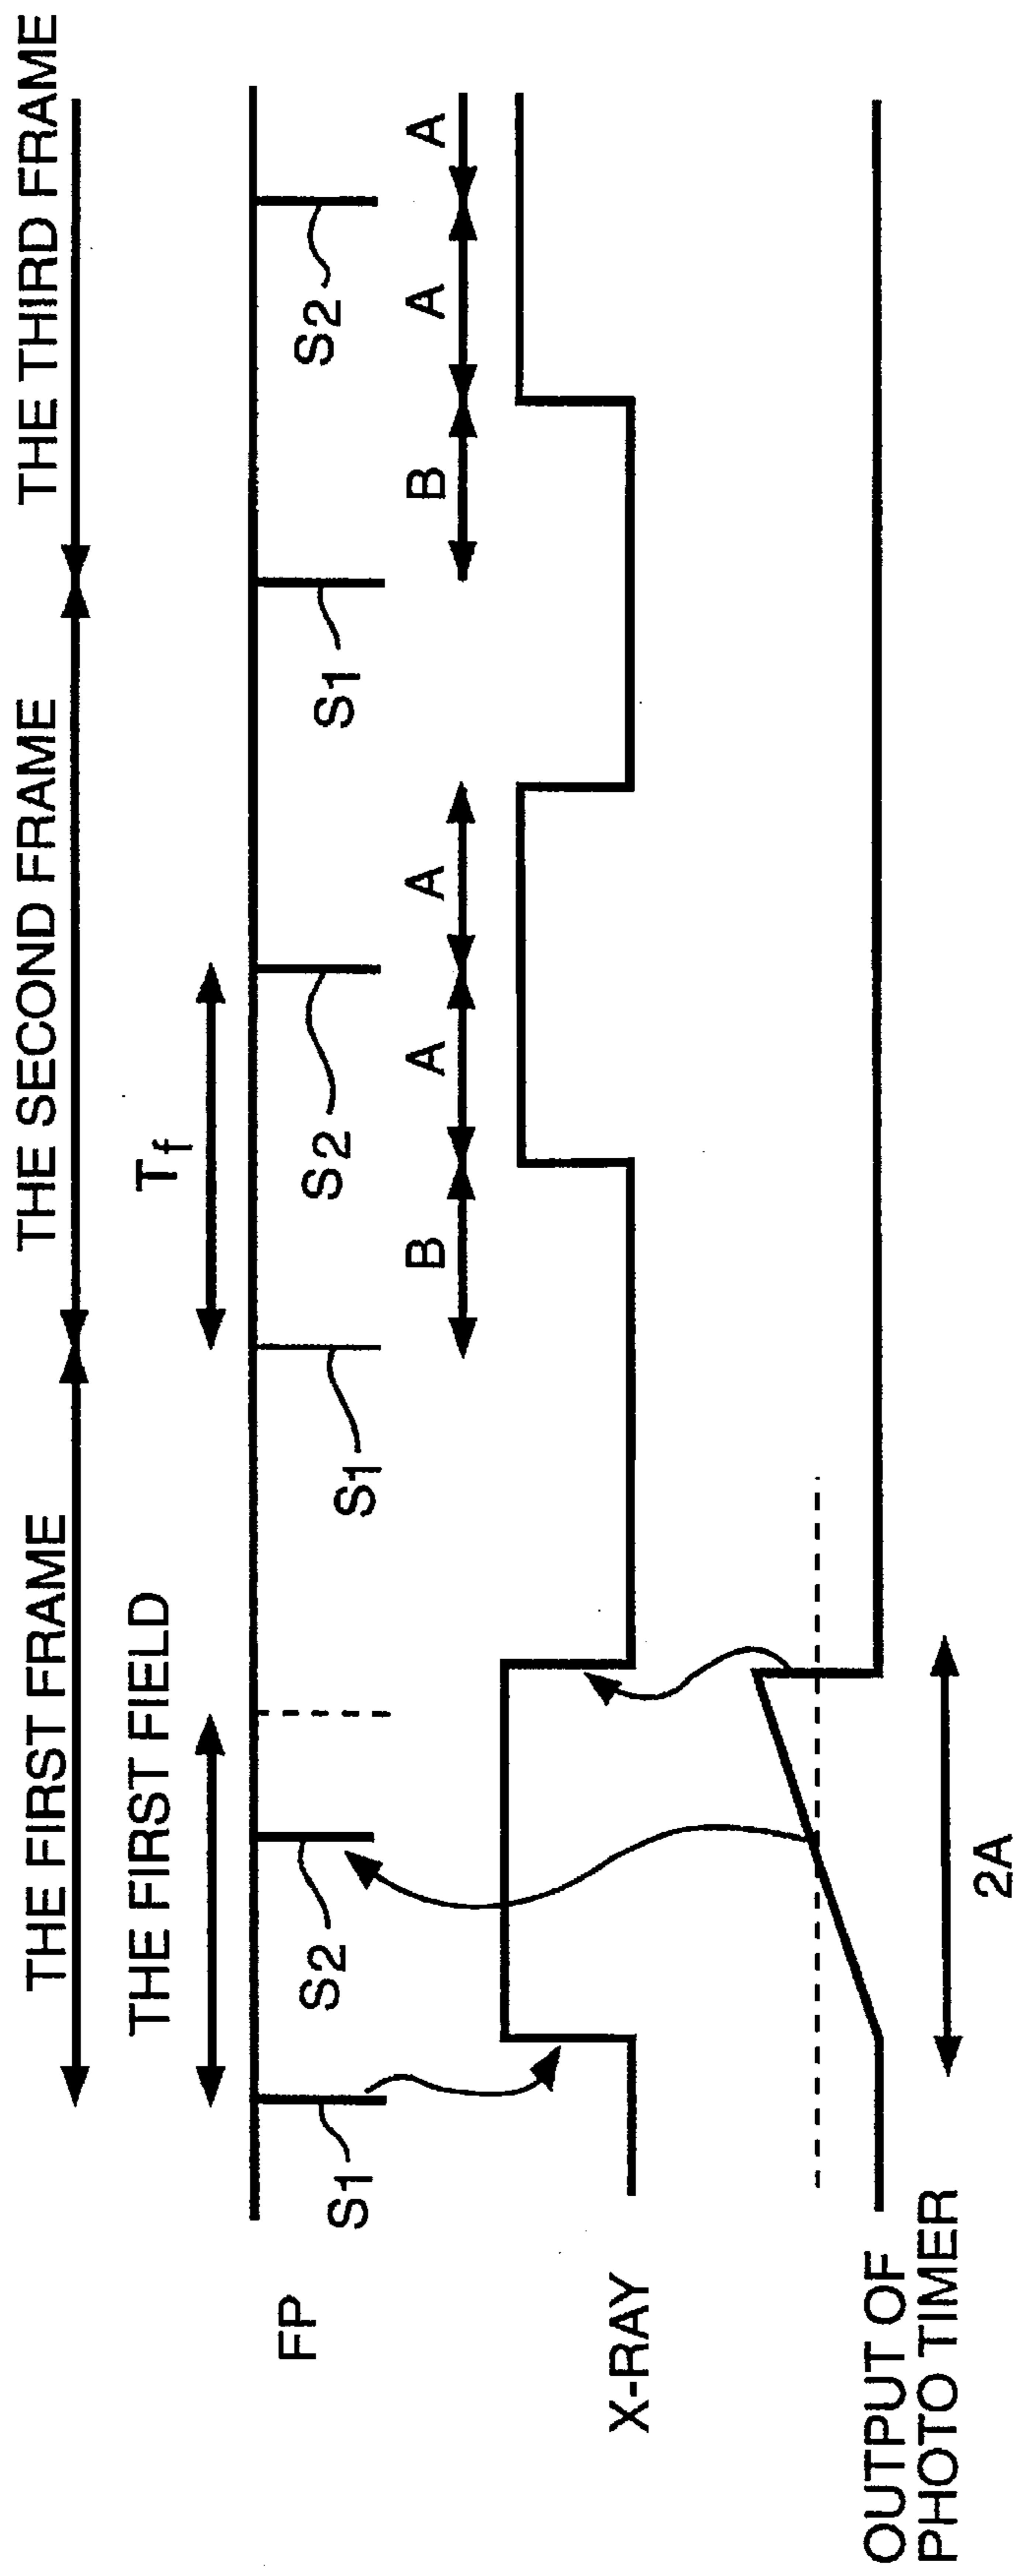 THE FIRST FRAME
THE SECOND FRAME
THE THIRD FRAME
THE FIRST FIELD
Tf
FP
S1
S2
S1
S2
S1
S2
B
A
A
B
A
A
X-RAY
OUTPUT OF
PHOTO TIMER
2A